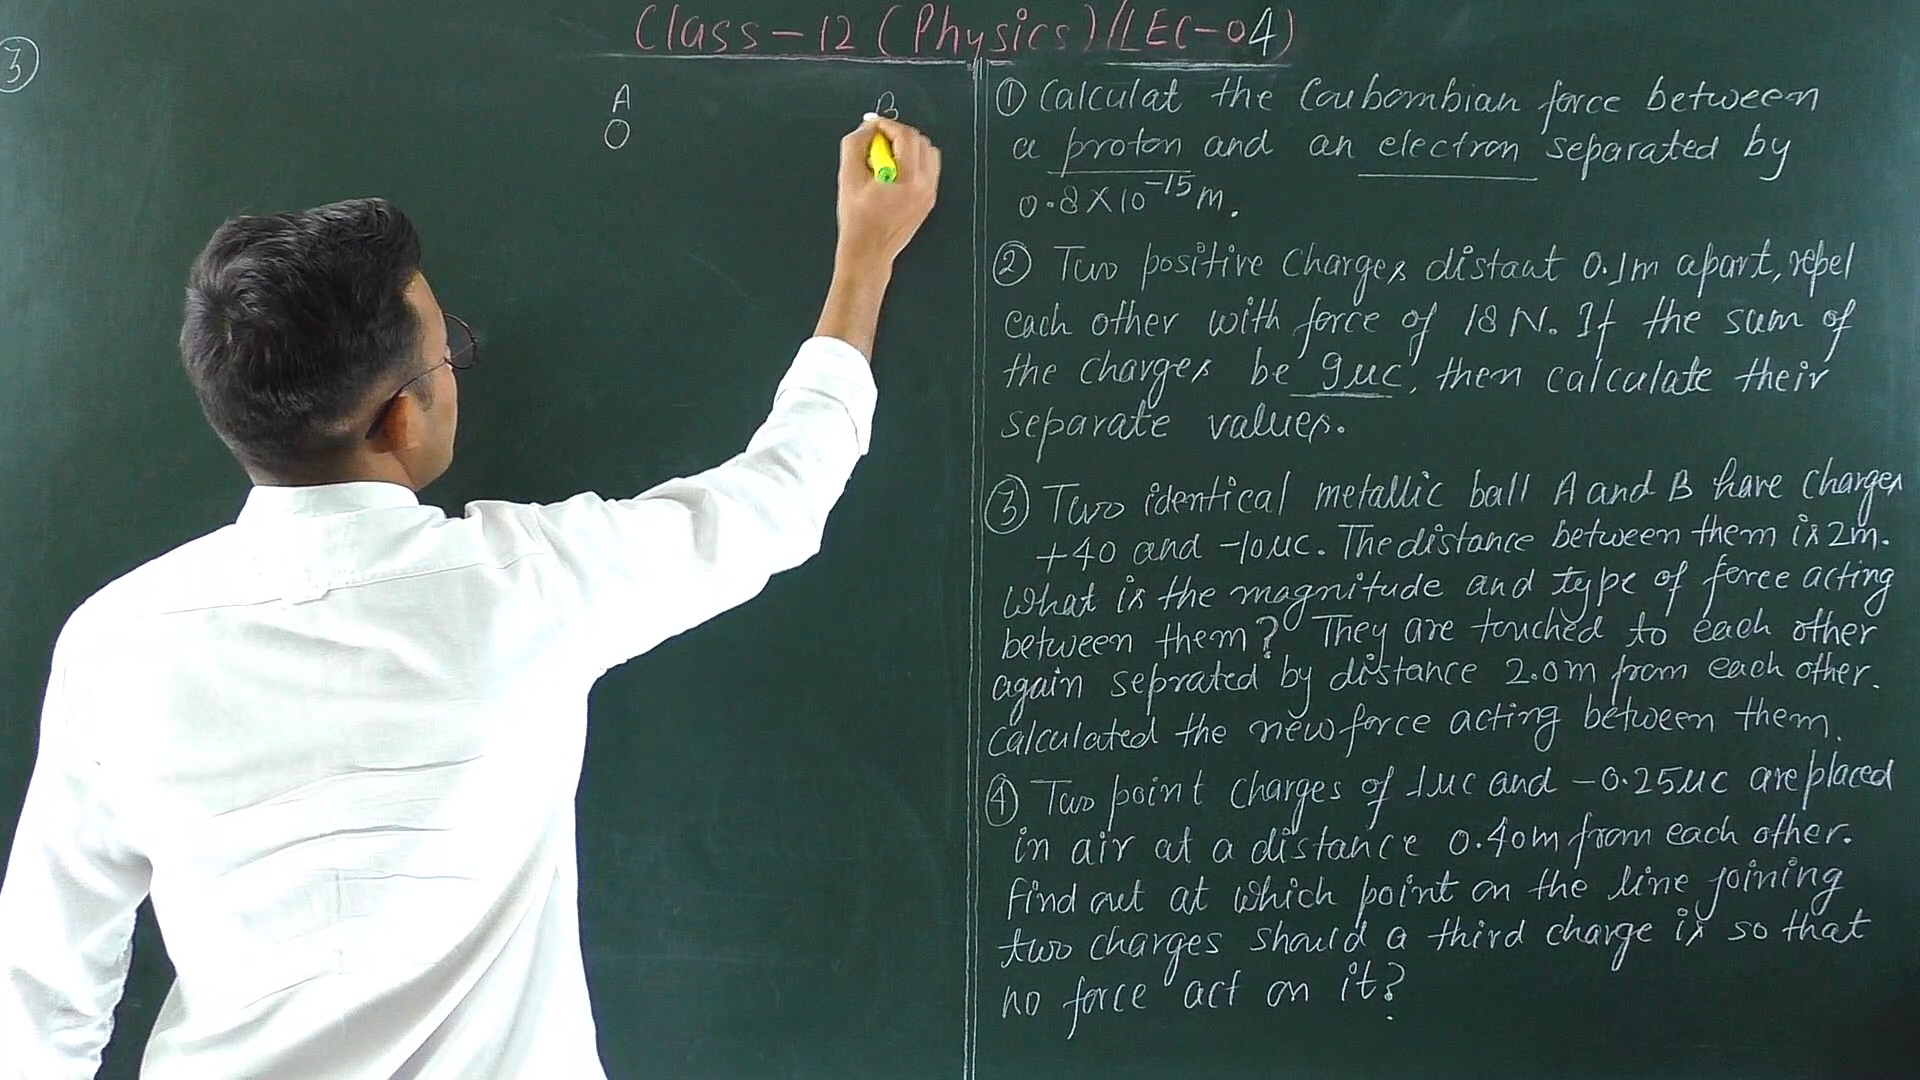 Class-12 (Physics)/LEC-04)
3
A
B
① Calculat the Coubombian force between
a proton and an electron separated by
0.8×10⁻¹⁵m.
② Two positive charges distant 0.1m apart, repel
each other with force of 18 N. If the sum of
the charges be 9μc, then calculate their
separate values.
③ Two identical metallic ball A and B have charges
+40 and -10μc. The distance between them is 2m.
What is the magnitude and type of force acting
between them? They are touched to each other
again seprated by distance 2.0m from each other.
Calculated the new force acting between them.
④ Two point charges of 1μc and -0.25μc are placed
in air at a distance 0.40m from each other.
Find out at which point on the line joining
two charges should a third charge is so that
no force act on it?